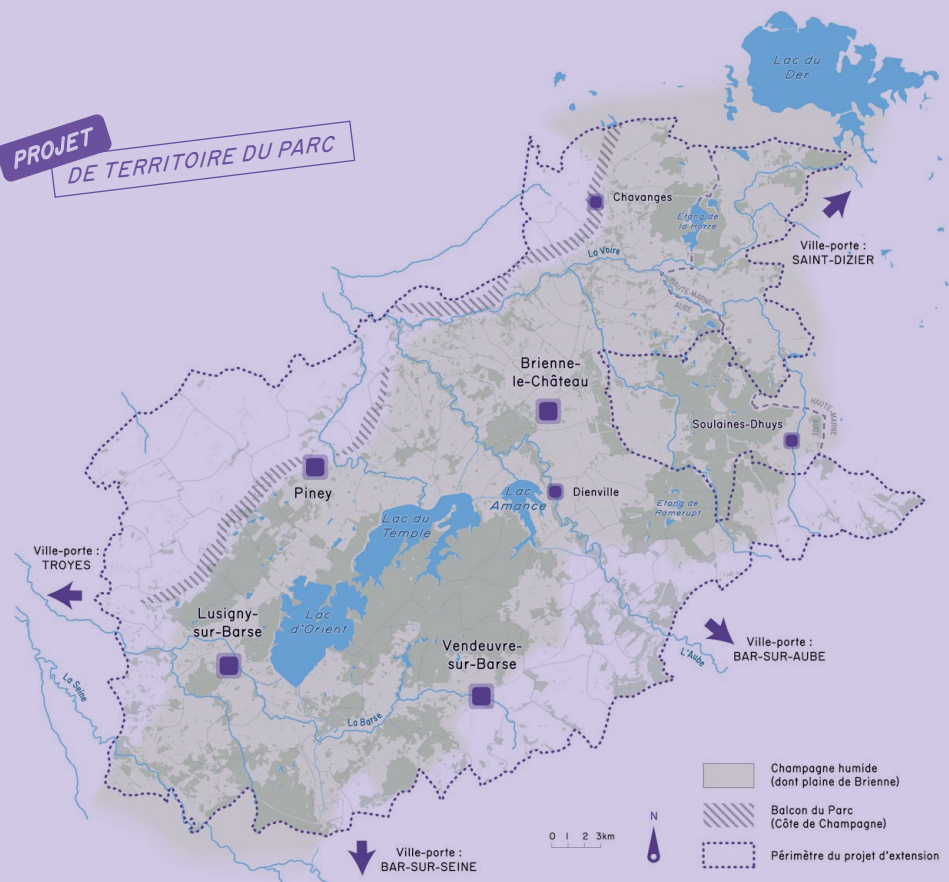 PROJET
DE TERRITOIRE DU PARC
Lac du
Der
Chavanges
Etang de
la Horre
Ville-porte :
SAINT-DIZIER
La Voire
HAUTE-MARNE
AUBE
Brienne-
le-Château
Soulaines-Dhuys
HAUTE-MARNE
AUBE
Piney
Dienville
Lac
Amance
Lac du
Temple
Etang de
Ramerupt
Ville-porte :
TROYES
Lusigny-
sur-Barse
Lac
d'Orient
Vendeuvre-
sur-Barse
Ville-porte :
BAR-SUR-AUBE
L'Aube
La Seine
La Barse
Champagne humide
(dont plaine de Brienne)
Balcon du Parc
(Côte de Champagne)
Périmètre du projet d'extension
N
0 1 2 3km
Ville-porte :
BAR-SUR-SEINE